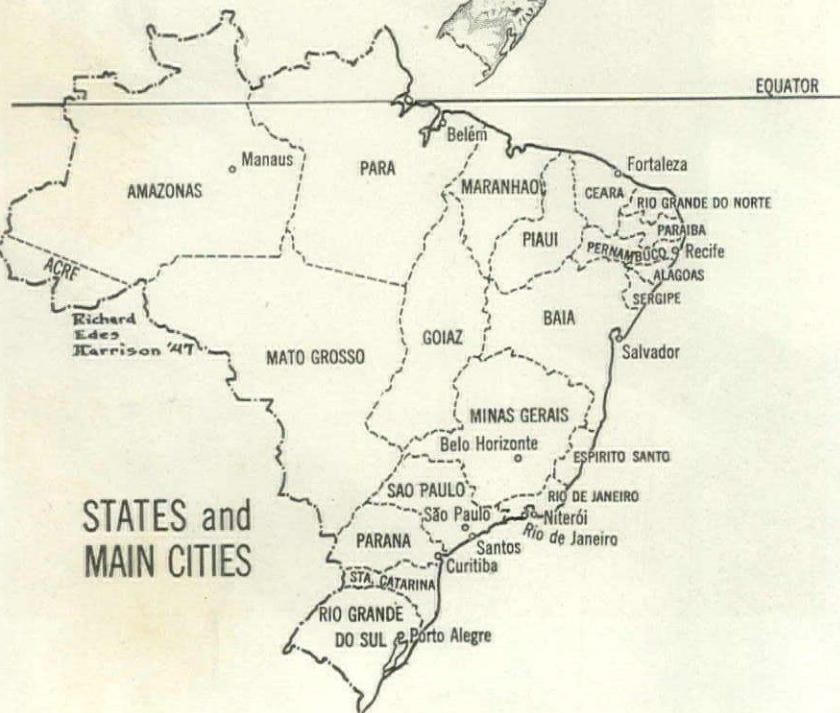 EQUATOR
Belém
Manaus
PARA
Fortaleza
AMAZONAS
MARANHAO
CEARA
RIO GRANDE DO NORTE
PARAIBA
PIAUI
PERNAMBUCO
Recife
ACRE
ALAGOAS
SERGIPE
Richard
Edes
Harrison '47
BAIA
GOIAZ
MATO GROSSO
Salvador
MINAS GERAIS
Belo Horizonte
ESPIRITO SANTO
SAO PAULO
RIO DE JANEIRO
STATES and
MAIN CITIES
São Paulo
Niterói
Rio de Janeiro
PARANA
Santos
Curitiba
STA. CATARINA
RIO GRANDE
DO SUL
Porto Alegre